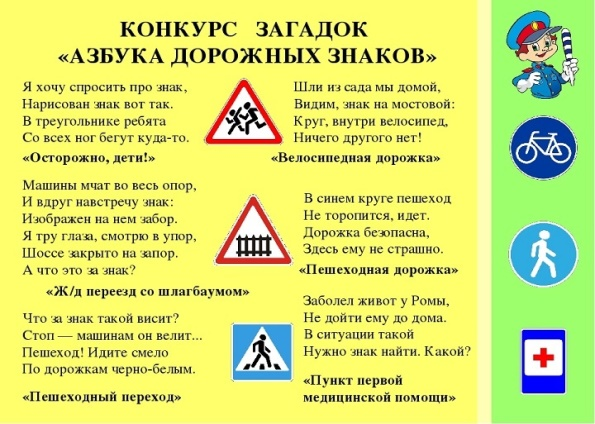 КОНКУРС ЗАГАДОК
«АЗБУКА ДОРОЖНЫХ ЗНАКОВ»
Я хочу спросить про знак,
Нарисован знак вот так.
В треугольнике ребята
Со всех ног бегут куда-то.
«Осторожно, дети!»
Шли из сада мы домой,
Видим, знак на мостовой:
Круг, внутри велосипед,
Ничего другого нет!
«Велосипедная дорожка»
Машины мчат во весь опор,
И вдруг навстречу знак:
Изображен на нем забор.
Я тру глаза, смотрю в упор,
Шоссе закрыто на запор.
А что это за знак?
«Ж/д переезд со шлагбаумом»
В синем круге пешеход
Не торопится, идет.
Дорожка безопасна,
Здесь ему не страшно.
«Пешеходная дорожка»
Что за знак такой висит?
Стоп — машинам он велит...
Пешеход! Идите смело
По дорожкам черно-белым.
«Пешеходный переход»
Заболел живот у Ромы,
Не дойти ему до дома.
В ситуации такой
Нужно знак найти. Какой?
«Пункт первой
медицинской помощи»